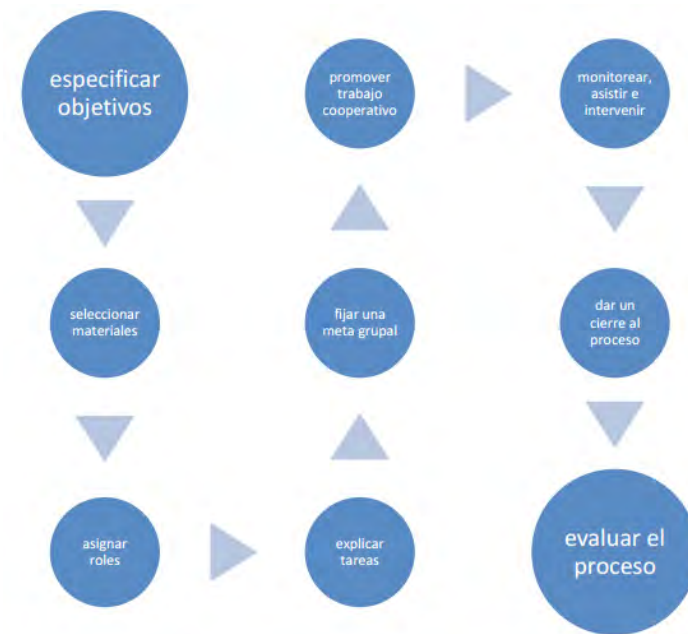 especificar
objetivos
seleccionar
materiales
asignar
roles
explicar
tareas
fijar una
meta grupal
promover
trabajo
cooperativo
monitorear,
asistir e
intervenir
dar un
cierre al
proceso
evaluar el
proceso